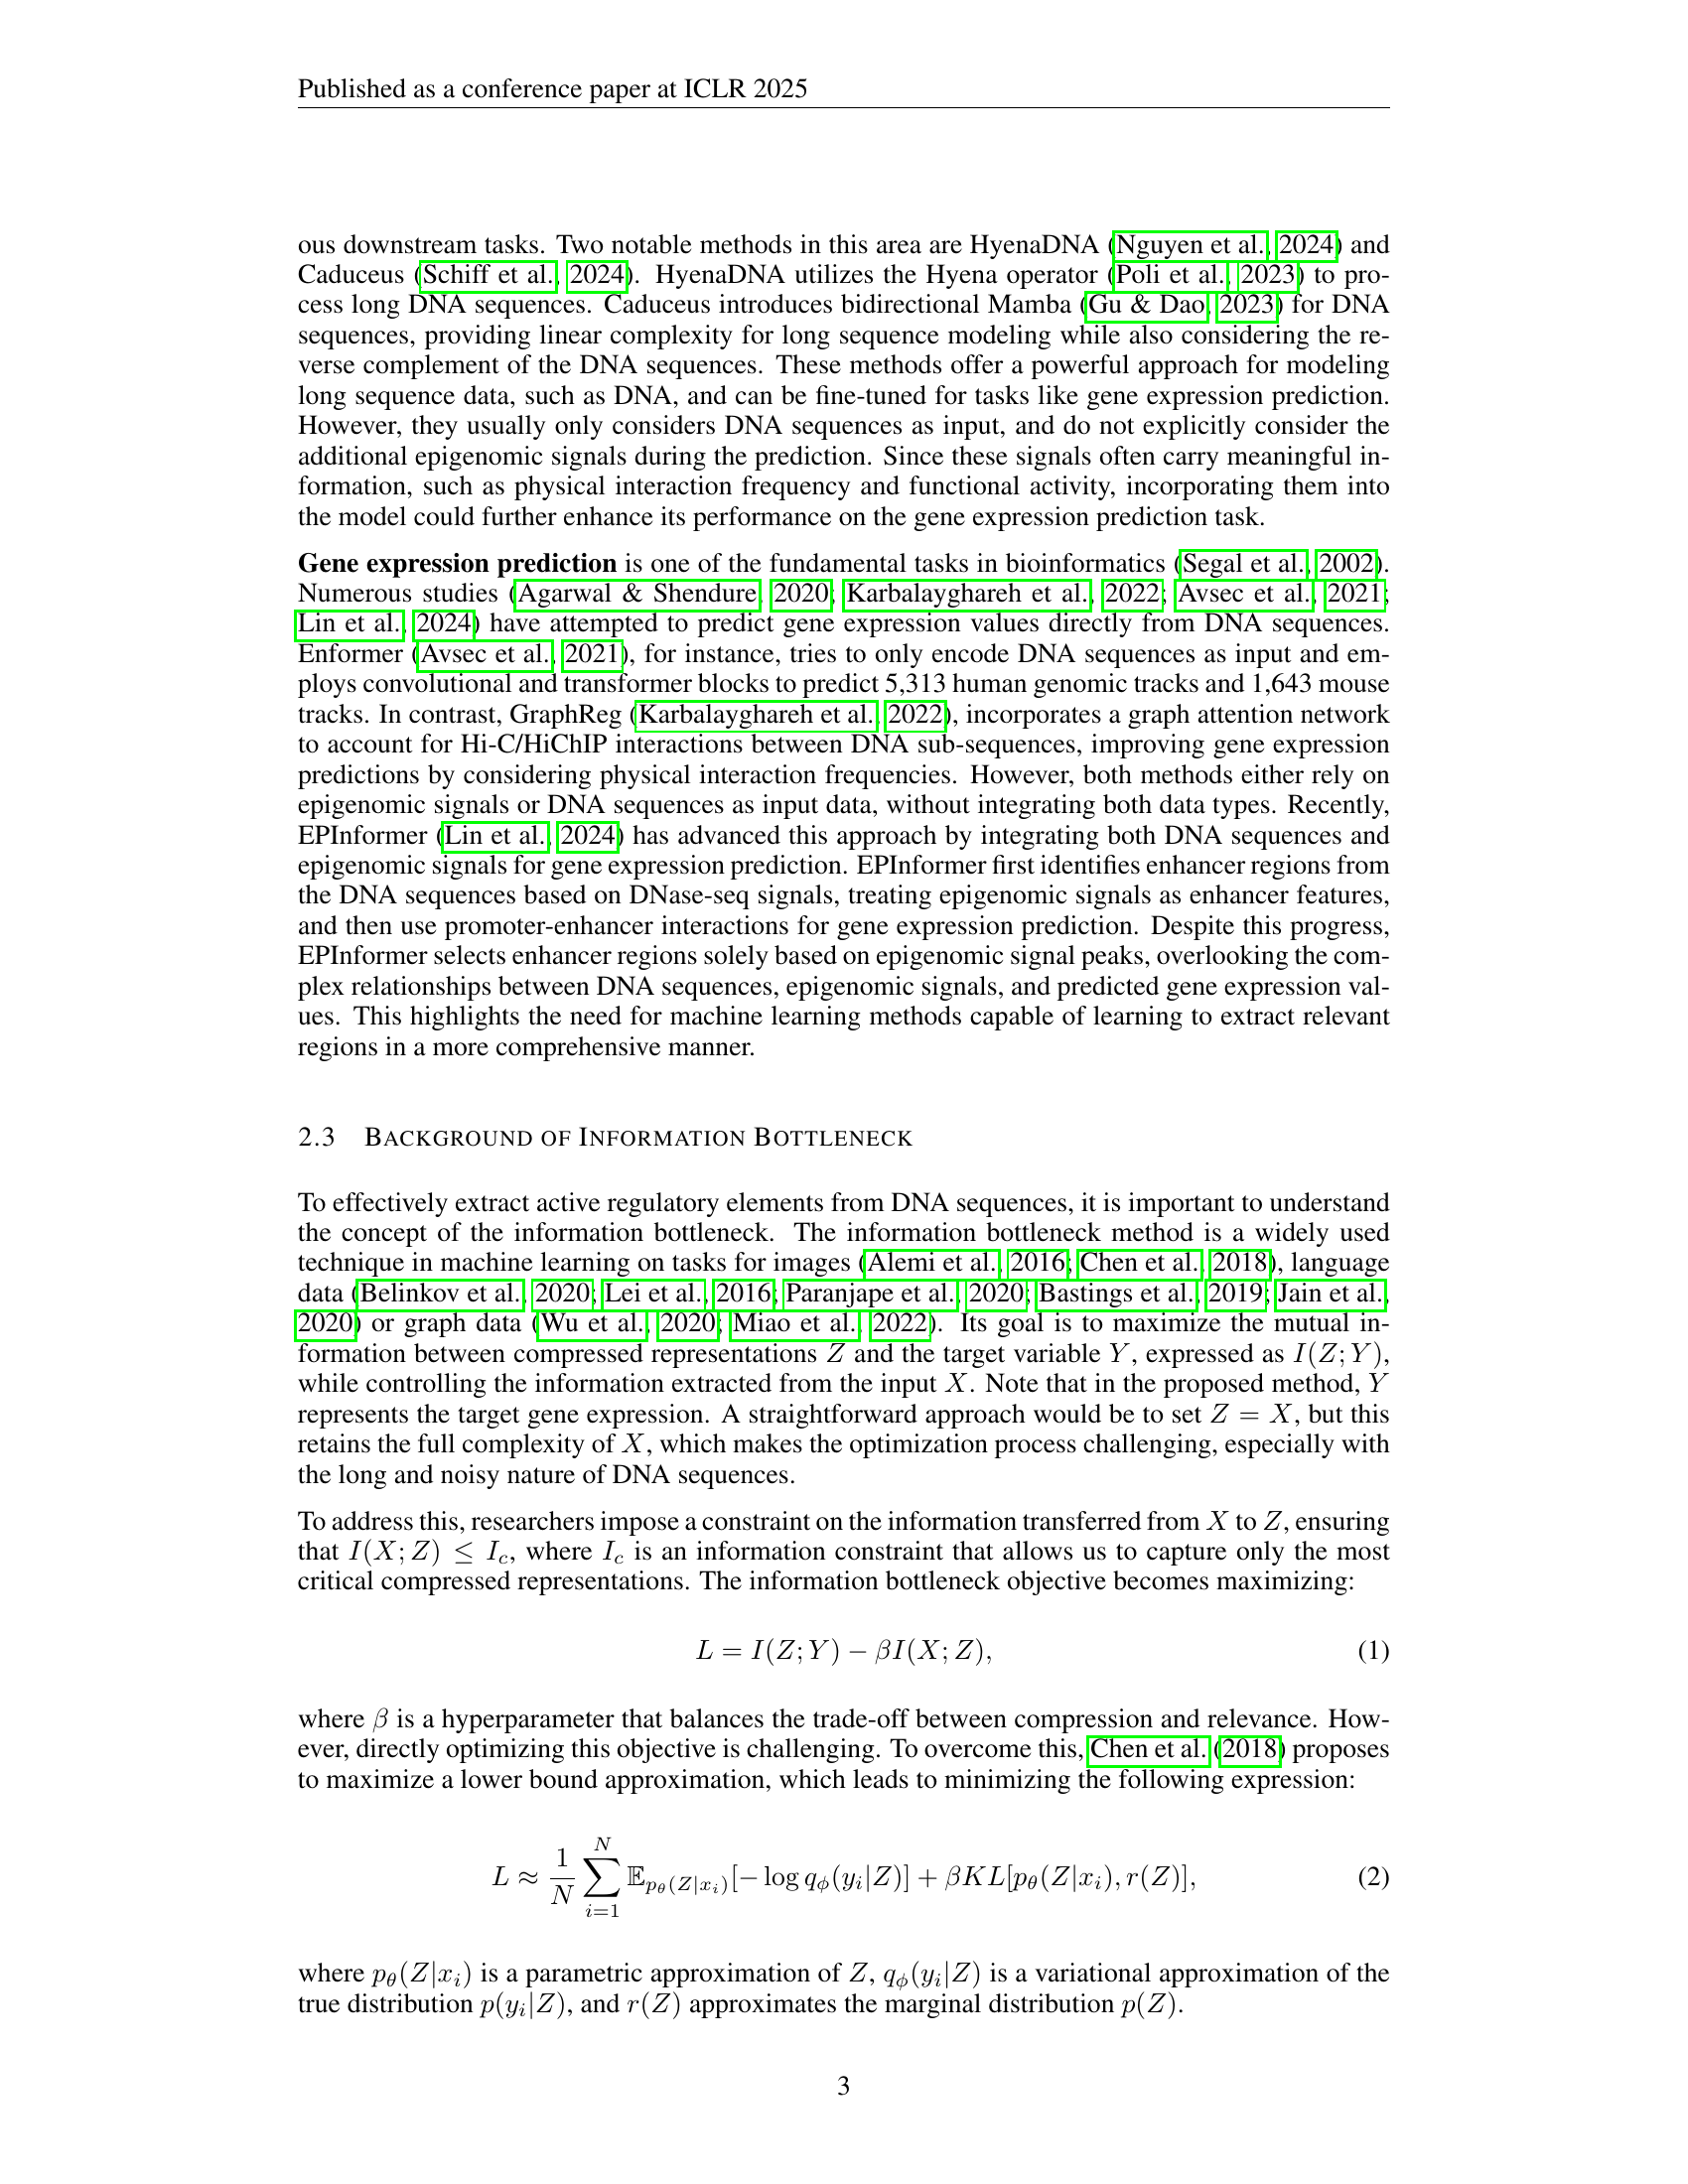 Published as a conference paper at ICLR 2025
ous downstream tasks. Two notable methods in this area are HyenaDNA (Nguyen et al., 2024) and
Caduceus (Schiff et al., 2024). HyenaDNA utilizes the Hyena operator (Poli et al., 2023) to pro-
cess long DNA sequences. Caduceus introduces bidirectional Mamba (Gu & Dao, 2023) for DNA
sequences, providing linear complexity for long sequence modeling while also considering the re-
verse complement of the DNA sequences. These methods offer a powerful approach for modeling
long sequence data, such as DNA, and can be fine-tuned for tasks like gene expression prediction.
However, they usually only considers DNA sequences as input, and do not explicitly consider the
additional epigenomic signals during the prediction. Since these signals often carry meaningful in-
formation, such as physical interaction frequency and functional activity, incorporating them into
the model could further enhance its performance on the gene expression prediction task.
Gene expression prediction is one of the fundamental tasks in bioinformatics (Segal et al., 2002).
Numerous studies (Agarwal & Shendure, 2020; Karbalayghareh et al., 2022; Avsec et al., 2021;
Lin et al., 2024) have attempted to predict gene expression values directly from DNA sequences.
Enformer (Avsec et al., 2021), for instance, tries to only encode DNA sequences as input and em-
ploys convolutional and transformer blocks to predict 5,313 human genomic tracks and 1,643 mouse
tracks. In contrast, GraphReg (Karbalayghareh et al., 2022), incorporates a graph attention network
to account for Hi-C/HiChIP interactions between DNA sub-sequences, improving gene expression
predictions by considering physical interaction frequencies. However, both methods either rely on
epigenomic signals or DNA sequences as input data, without integrating both data types. Recently,
EPInformer (Lin et al., 2024) has advanced this approach by integrating both DNA sequences and
epigenomic signals for gene expression prediction. EPInformer first identifies enhancer regions from
the DNA sequences based on DNase-seq signals, treating epigenomic signals as enhancer features,
and then use promoter-enhancer interactions for gene expression prediction. Despite this progress,
EPInformer selects enhancer regions solely based on epigenomic signal peaks, overlooking the com-
plex relationships between DNA sequences, epigenomic signals, and predicted gene expression val-
ues. This highlights the need for machine learning methods capable of learning to extract relevant
regions in a more comprehensive manner.
2.3 BACKGROUND OF INFORMATION BOTTLENECK
To effectively extract active regulatory elements from DNA sequences, it is important to understand
the concept of the information bottleneck. The information bottleneck method is a widely used
technique in machine learning on tasks for images (Alemi et al., 2016; Chen et al., 2018), language
data (Belinkov et al., 2020; Lei et al., 2016; Paranjape et al., 2020; Bastings et al., 2019; Jain et al.,
2020) or graph data (Wu et al., 2020; Miao et al., 2022). Its goal is to maximize the mutual in-
formation between compressed representations Z and the target variable Y, expressed as I(Z; Y),
while controlling the information extracted from the input X. Note that in the proposed method, Y
represents the target gene expression. A straightforward approach would be to set Z = X, but this
retains the full complexity of X, which makes the optimization process challenging, especially with
the long and noisy nature of DNA sequences.
To address this, researchers impose a constraint on the information transferred from X to Z, ensuring
that I(X; Z) ≤ I_c, where I_c is an information constraint that allows us to capture only the most
critical compressed representations. The information bottleneck objective becomes maximizing:
L = I(Z; Y) − βI(X; Z), (1)
where β is a hyperparameter that balances the trade-off between compression and relevance. How-
ever, directly optimizing this objective is challenging. To overcome this, Chen et al. (2018) proposes
to maximize a lower bound approximation, which leads to minimizing the following expression:
L ≈ \frac{1}{N} \sum_{i=1}^{N} 𝔼_{p_θ(Z|x_i)}[− log q_ϕ(y_i|Z)] + βKL[p_θ(Z|x_i), r(Z)], (2)
where p_θ(Z|x_i) is a parametric approximation of Z, q_ϕ(y_i|Z) is a variational approximation of the
true distribution p(y_i|Z), and r(Z) approximates the marginal distribution p(Z).
3